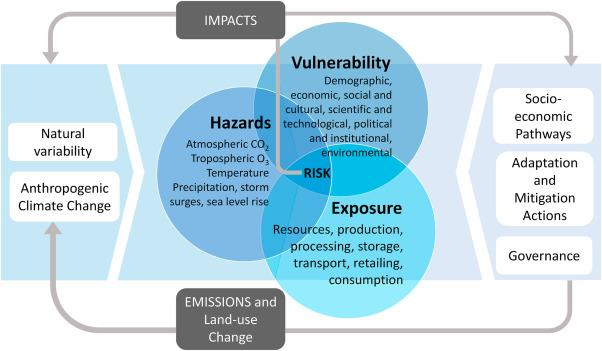 IMPACTS
Vulnerability
Demographic,
economic, social and
cultural, scientific and
technological, political
and institutional,
environmental
Hazards
Atmospheric CO₂
Tropospheric O₃
Temperature
Precipitation, storm
surges, sea level rise
RISK
Exposure
Resources, production,
processing, storage,
transport, retailing,
consumption
Natural
variability
Anthropogenic
Climate Change
Socio-
economic
Pathways
Adaptation
and
Mitigation
Actions
Governance
EMISSIONS and
Land-use
Change